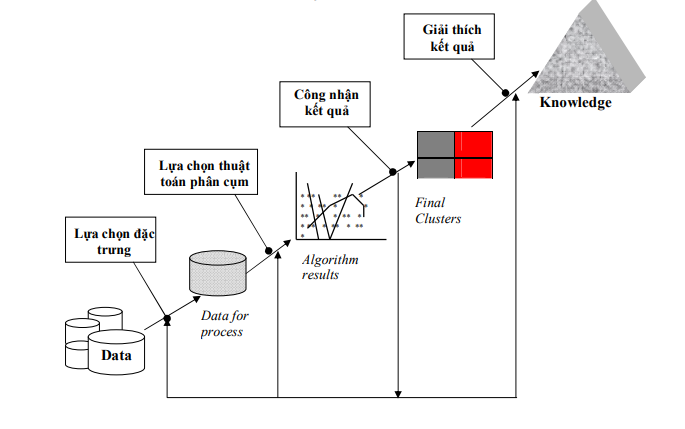 Giải thích
kết quả
Knowledge
Công nhận
kết quả
Final
Clusters
Lựa chọn thuật
toán phân cụm
Algorithm
results
Lựa chọn đặc
trưng
Data for
process
Data